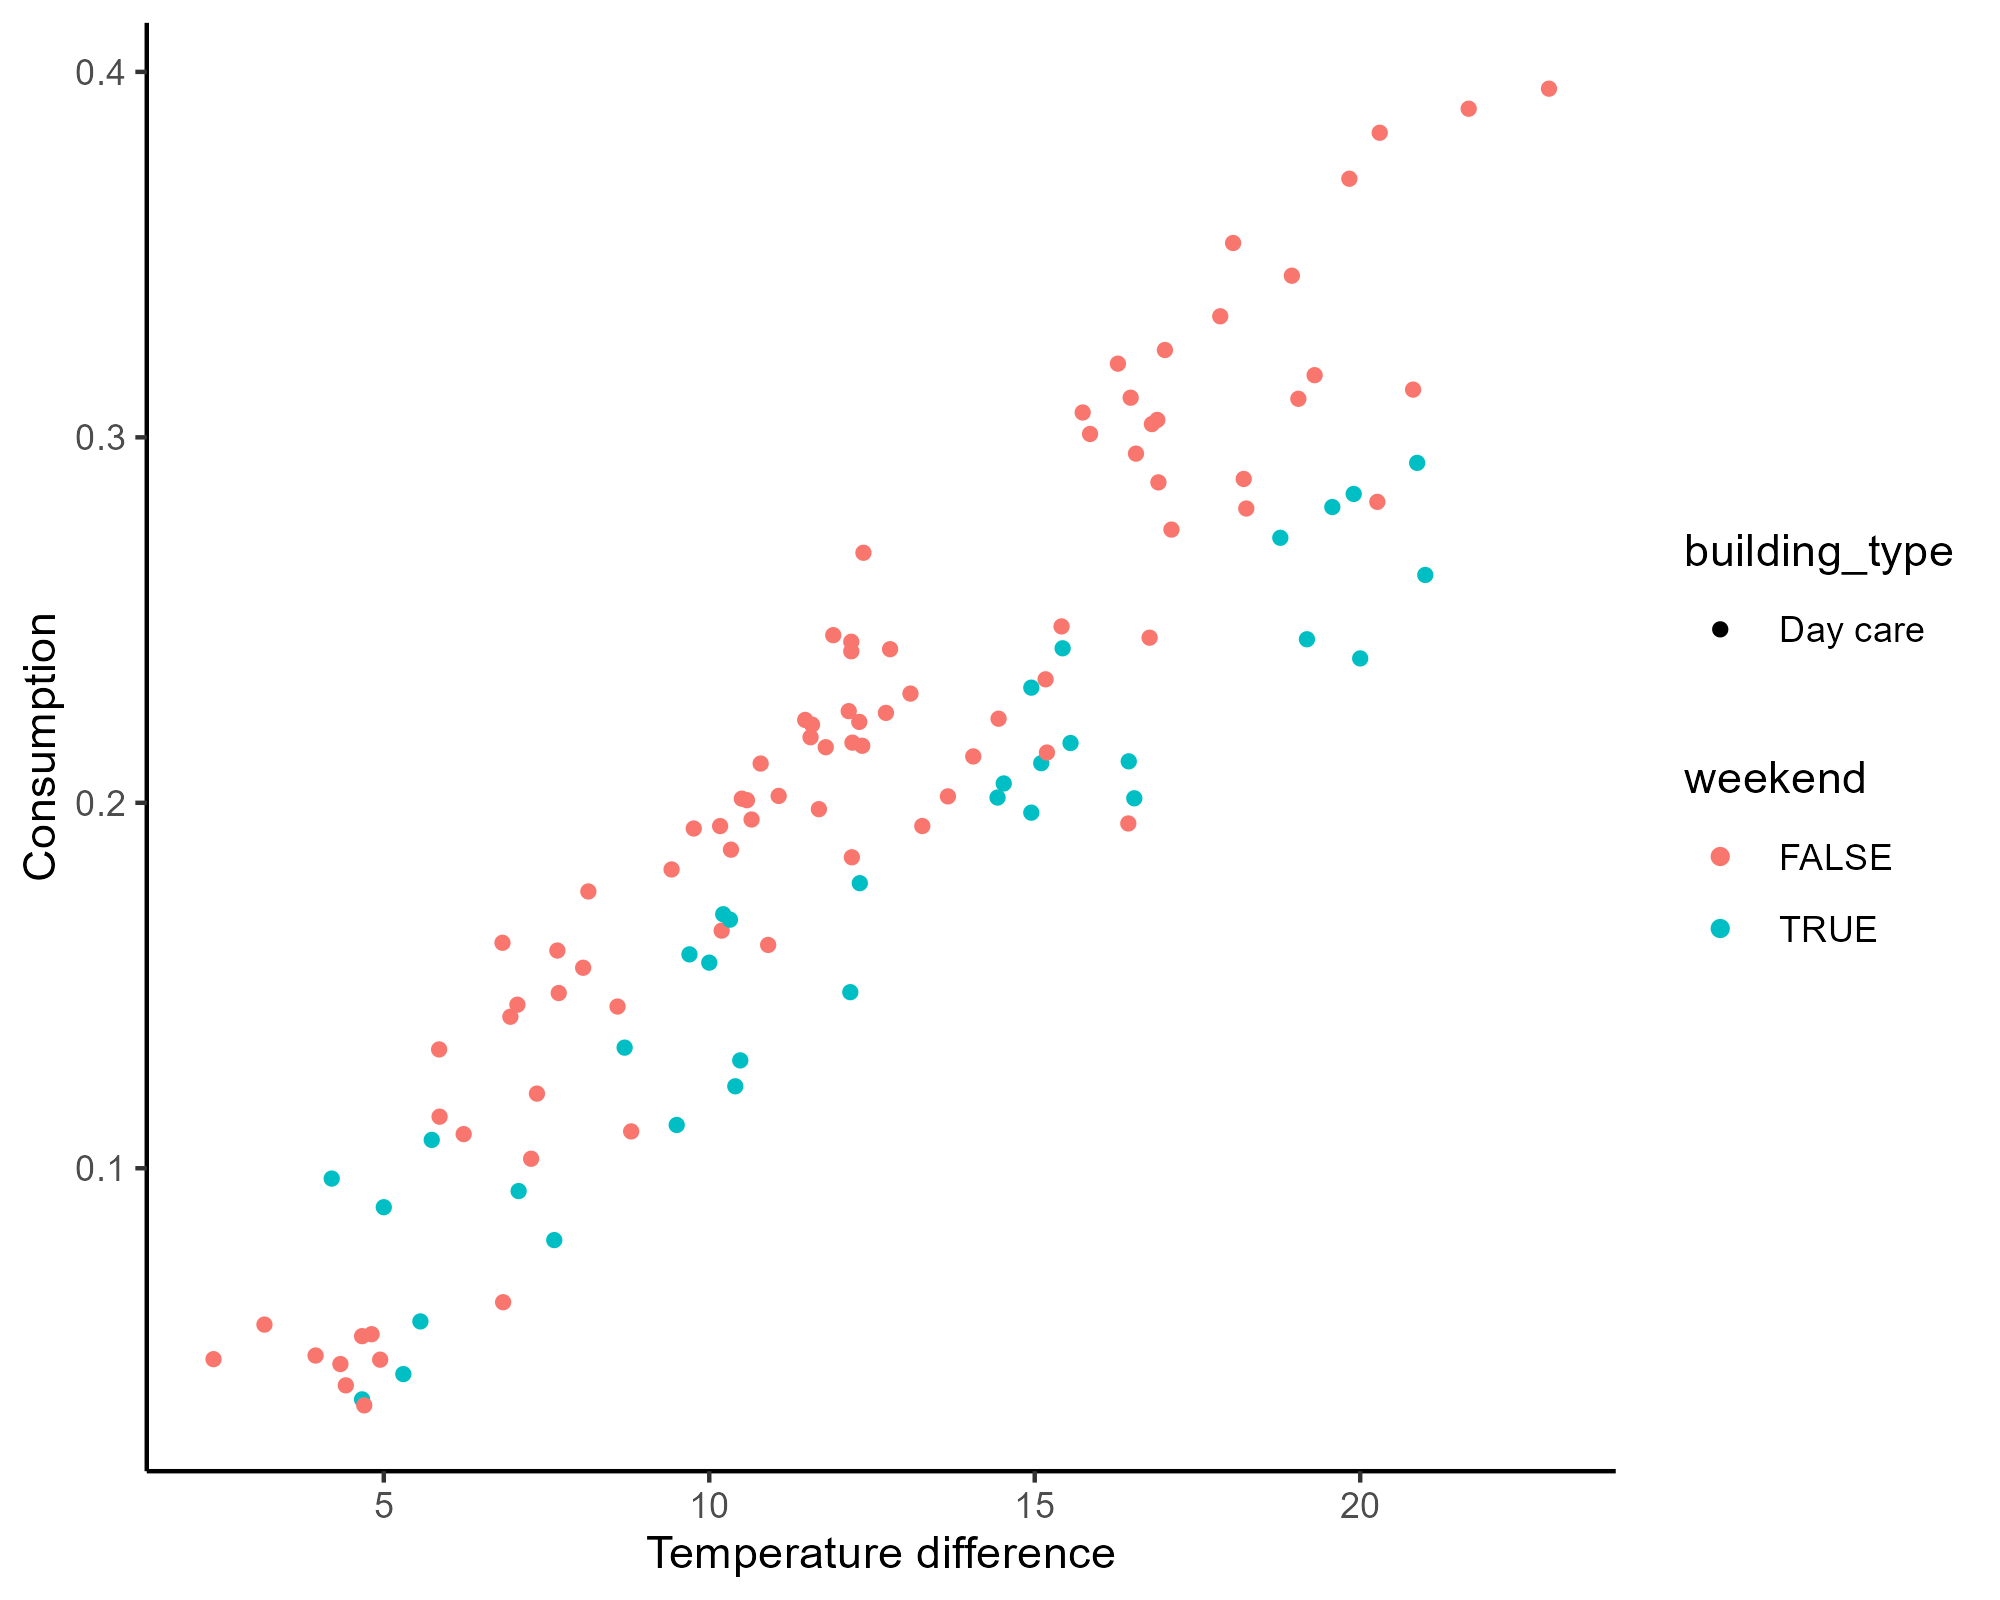 0.4
0.3
0.2
0.1
Consumption
5 10 15 20
Temperature difference
building_type
Day care
weekend
FALSE
TRUE